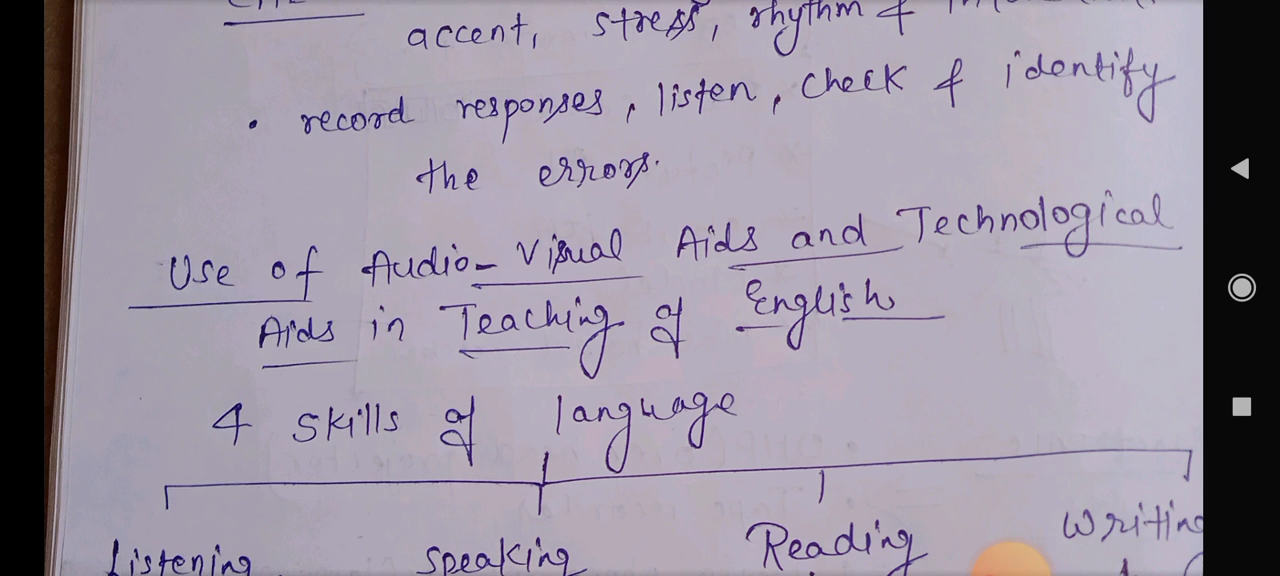 accent, stress, rhythm &
• record responses, listen, check & identify
the errors.
Use of Audio-Visual Aids and Technological
Aids in Teaching of English
4 skills of language
Listening speaking Reading writing